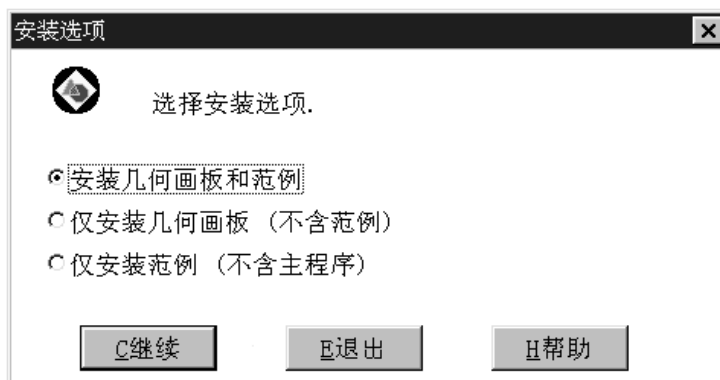 安装选项
选择安装选项.
安装几何画板和范例
仅安装几何画板 (不含范例)
仅安装范例 (不含主程序)
C继续 E退出 H帮助